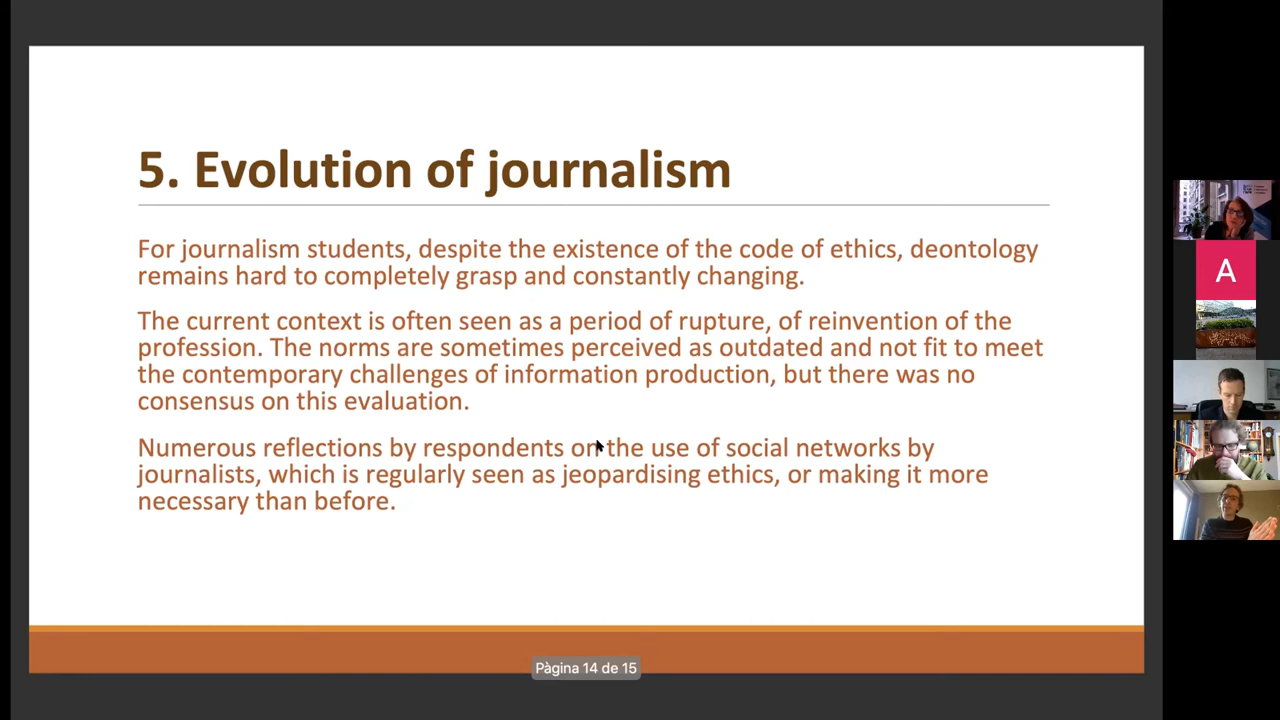 5. Evolution of journalism
For journalism students, despite the existence of the code of ethics, deontology
remains hard to completely grasp and constantly changing.
The current context is often seen as a period of rupture, of reinvention of the
profession. The norms are sometimes perceived as outdated and not fit to meet
the contemporary challenges of information production, but there was no
consensus on this evaluation.
Numerous reflections by respondents on the use of social networks by
journalists, which is regularly seen as jeopardising ethics, or making it more
necessary than before.
Pàgina 14 de 15
A